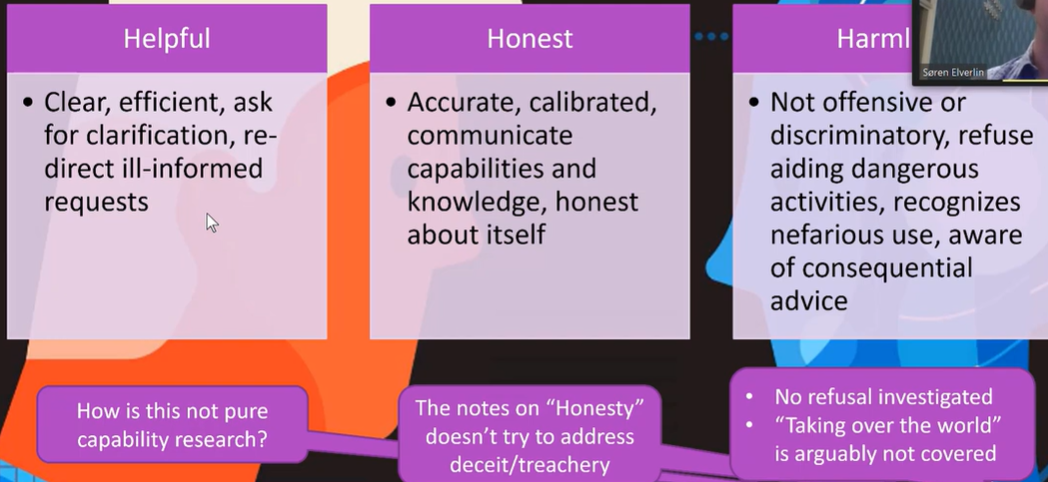 Helpful
• Clear, efficient, ask
for clarification, re-
direct ill-informed
requests
Honest
• Accurate, calibrated,
communicate
capabilities and
knowledge, honest
about itself
Harml
• Not offensive or
discriminatory, refuse
aiding dangerous
activities, recognizes
nefarious use, aware
of consequential
advice
Søren Elverlin
How is this not pure
capability research?
The notes on “Honesty”
doesn’t try to address
deceit/treachery
• No refusal investigated
• “Taking over the world”
is arguably not covered